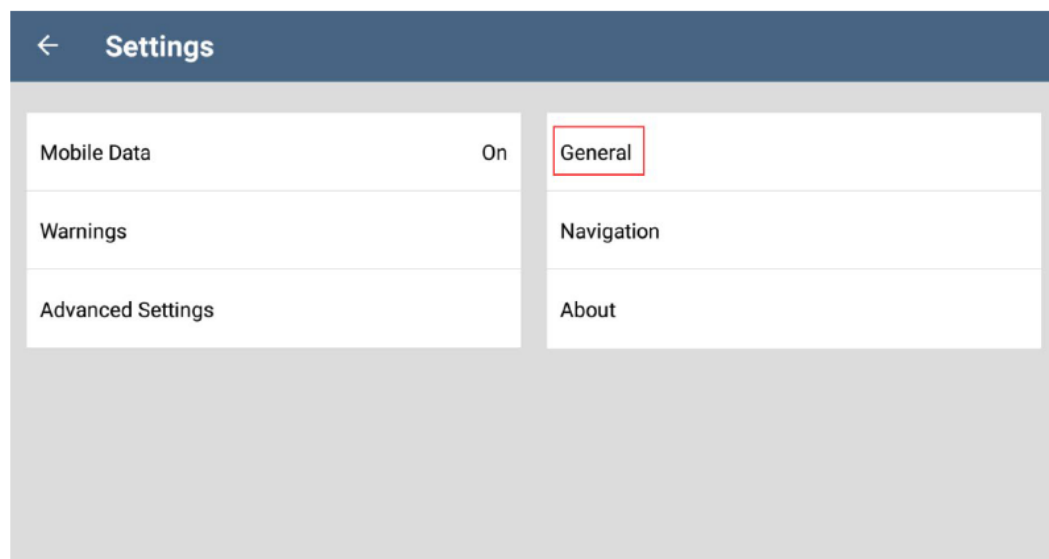 Settings
Mobile Data On
Warnings
Advanced Settings
General
Navigation
About